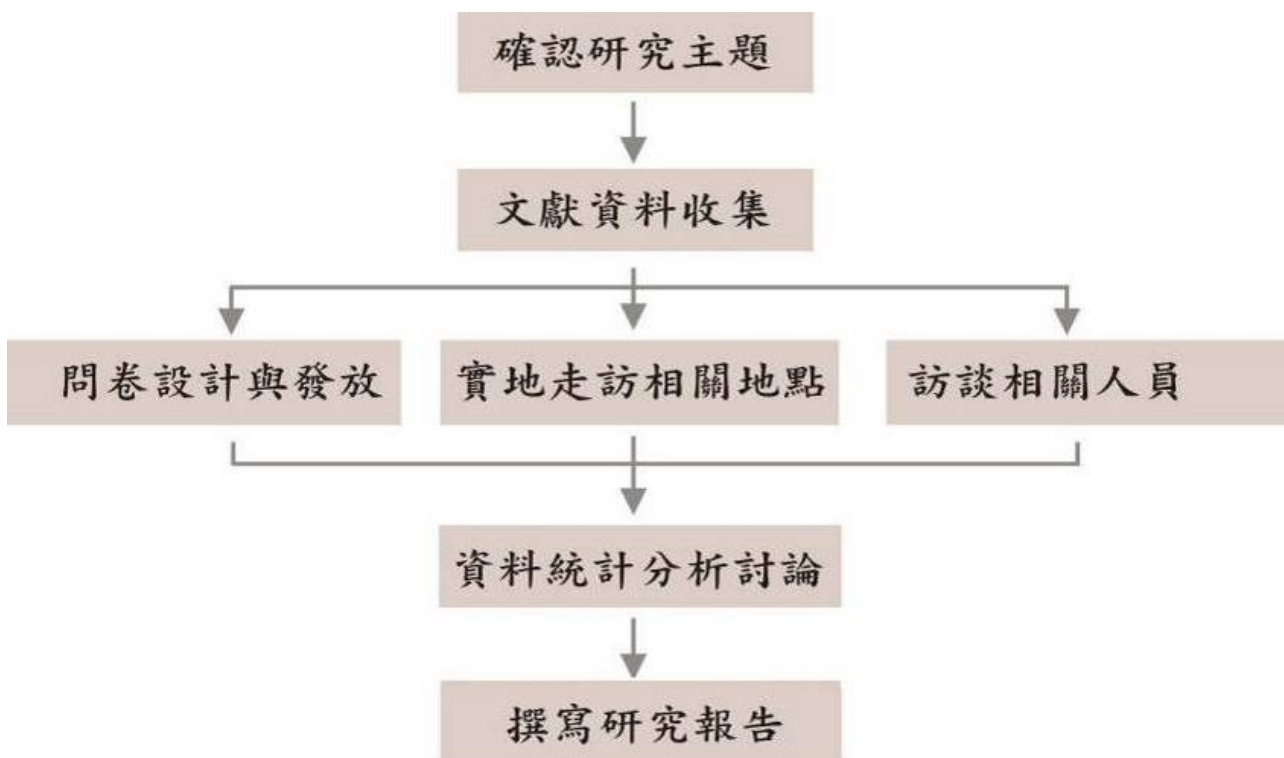 確認研究主題
文獻資料收集
問卷設計與發放
實地走訪相關地點
訪談相關人員
資料統計分析討論
撰寫研究報告